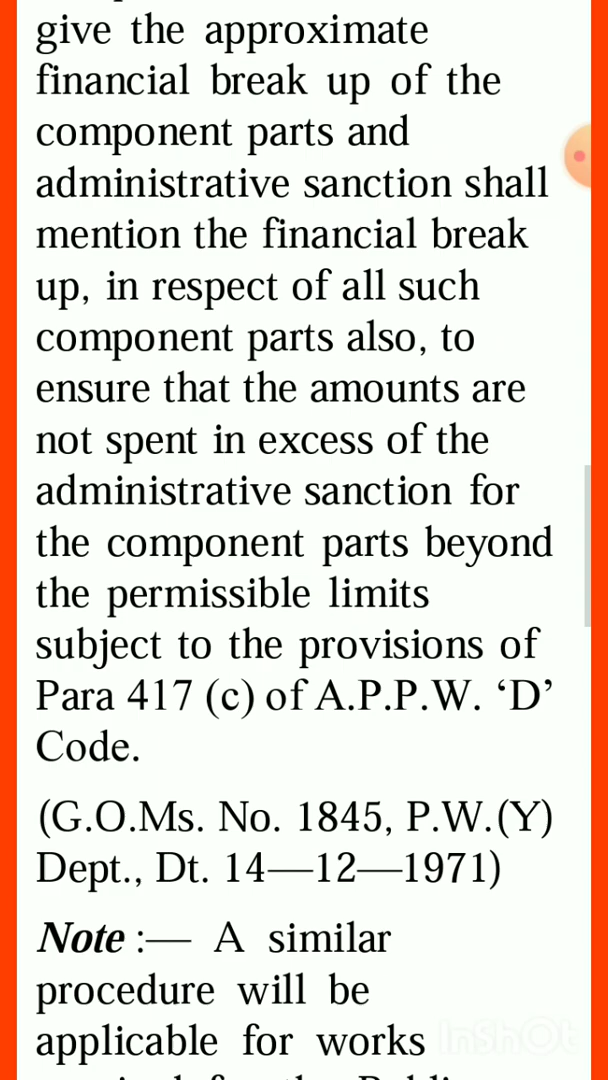 give the approximate
financial break up of the
component parts and
administrative sanction shall
mention the financial break
up, in respect of all such
component parts also, to
ensure that the amounts are
not spent in excess of the
administrative sanction for
the component parts beyond
the permissible limits
subject to the provisions of
Para 417 (c) of A.P.P.W. ‘D’
Code.
(G.O.Ms. No. 1845, P.W.(Y)
Dept., Dt. 14—12—1971)
Note :— A similar
procedure will be
applicable for works
InShOt